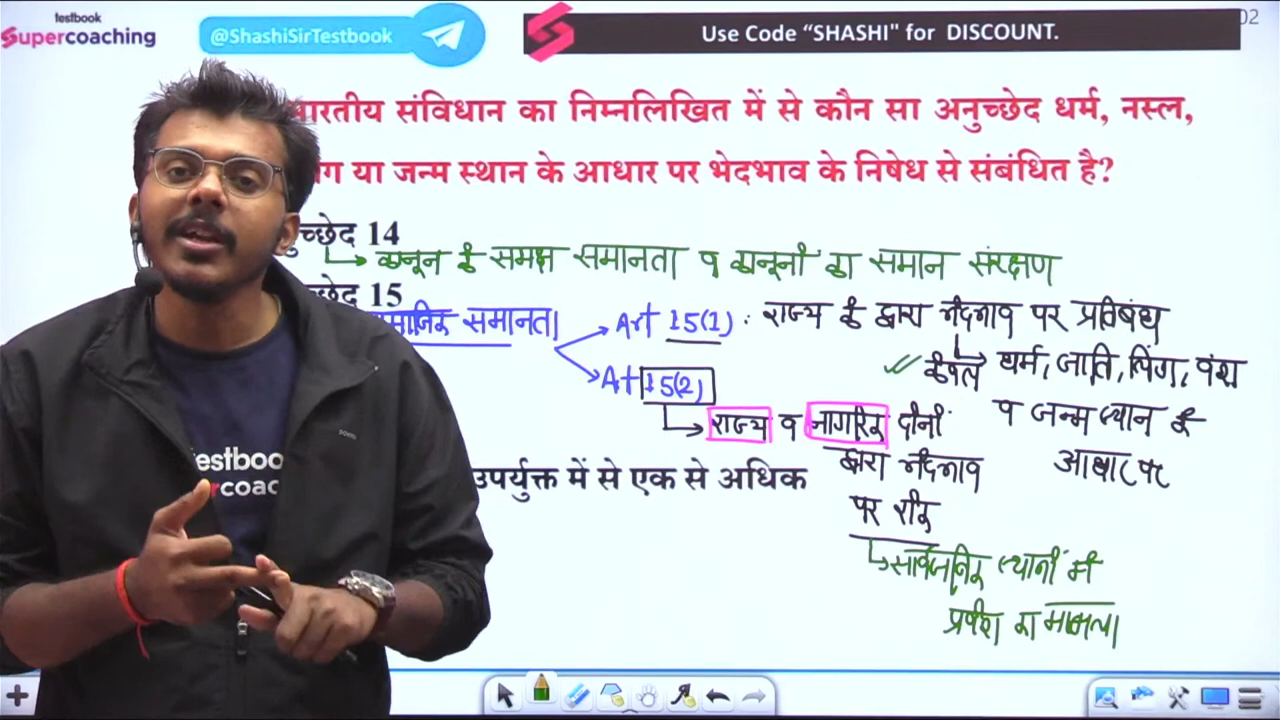 testbook
Supercoaching
@ShashiSirTestbook
Use Code “SHASHI" for DISCOUNT.
02
भारतीय संविधान का निम्नलिखित में से कौन सा अनुच्छेद धर्म, नस्ल,
या जन्म स्थान के आधार पर भेदभाव के निषेध से संबंधित है?
14
कानून के समक्ष समानता व कानूनों का समान संरक्षण
15
समानता
Art 15(1) : राज्य के द्वारा भेदभाव पर प्रतिबंध
केवल धर्म, जाति, लिंग, वंश
व जन्म स्थान के
आधार पर
Art 15(2)
राज्य व नागरिक दोनों
द्वारा भेदभाव
पर रोक
सार्वजनिक स्थानों में
प्रवेश का मामला
उपर्युक्त में से एक से अधिक
testboo
coac